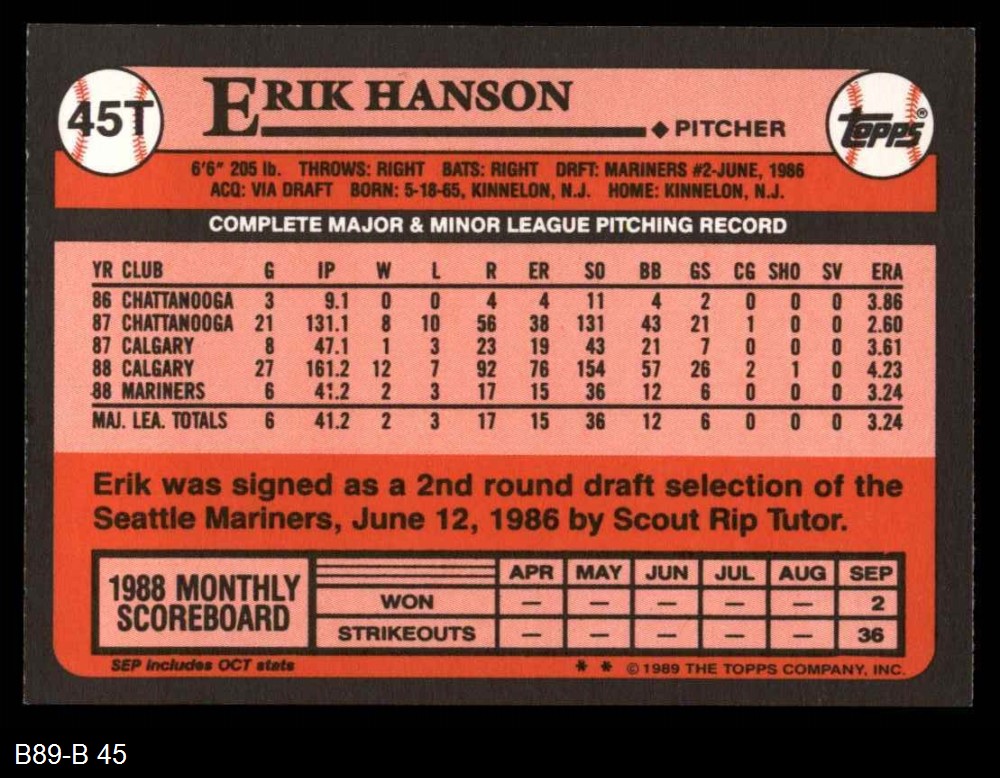 45T
ERIK HANSON
◆ PITCHER
TOPPS®
6'6" 205 lb. THROWS: RIGHT BATS: RIGHT DRFT: MARINERS #2-JUNE, 1986
ACQ: VIA DRAFT BORN: 5-18-65, KINNELON, N.J. HOME: KINNELON, N.J.
COMPLETE MAJOR & MINOR LEAGUE PITCHING RECORD
YR CLUB G IP W L R ER SO BB GS CG SHO SV ERA
86 CHATTANOOGA 3 9.1 0 0 4 4 11 4 2 0 0 0 3.86
87 CHATTANOOGA 21 131.1 8 10 56 38 131 43 21 1 0 0 2.60
87 CALGARY 8 47.1 1 3 23 19 43 21 7 0 0 0 3.61
88 CALGARY 27 161.2 12 7 92 76 154 57 26 2 1 0 4.23
88 MARINERS 6 41.2 2 3 17 15 36 12 6 0 0 0 3.24
MAJ. LEA. TOTALS 6 41.2 2 3 17 15 36 12 6 0 0 0 3.24
Erik was signed as a 2nd round draft selection of the
Seattle Mariners, June 12, 1986 by Scout Rip Tutor.
1988 MONTHLY
SCOREBOARD
APR MAY JUN JUL AUG SEP
WON — — — — — 2
STRIKEOUTS — — — — — 36
SEP includes OCT stats
* * © 1989 THE TOPPS COMPANY, INC.
B89-B 45